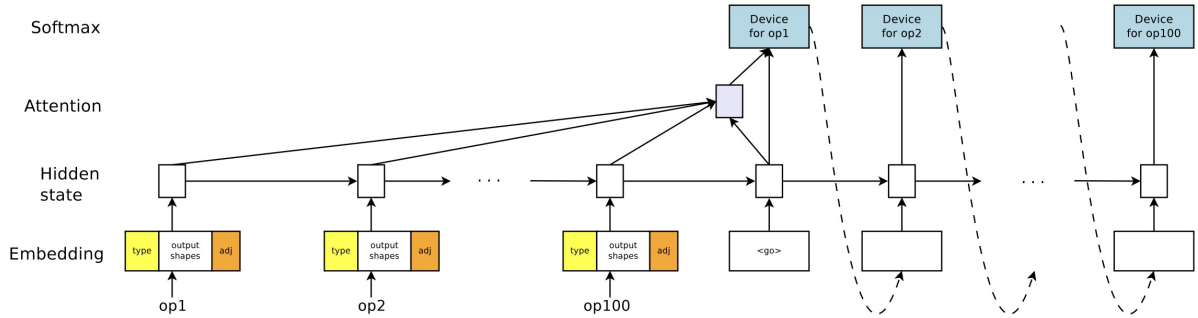 Softmax
Device
for op1
Device
for op2
Device
for op100
Attention
Hidden
state
. . .
. . .
Embedding
type
output
shapes
adj
type
output
shapes
adj
type
output
shapes
adj
<go>
op1
op2
op100